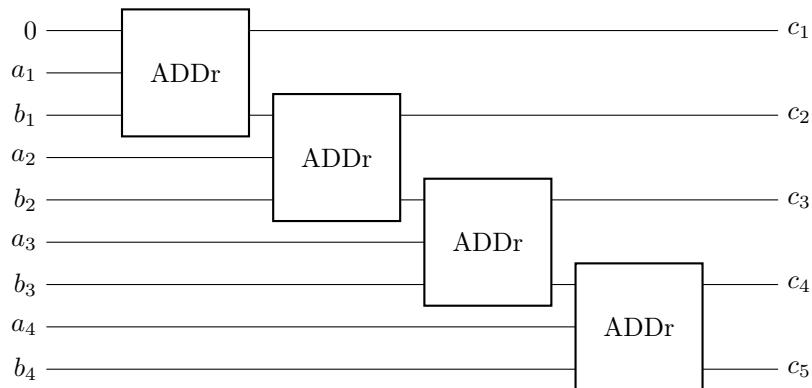 0 c₁
ADDr
a₁
b₁ c₂
ADDr
a₂
b₂ c₃
ADDr
a₃
b₃ c₄
ADDr
a₄
b₄ c₅